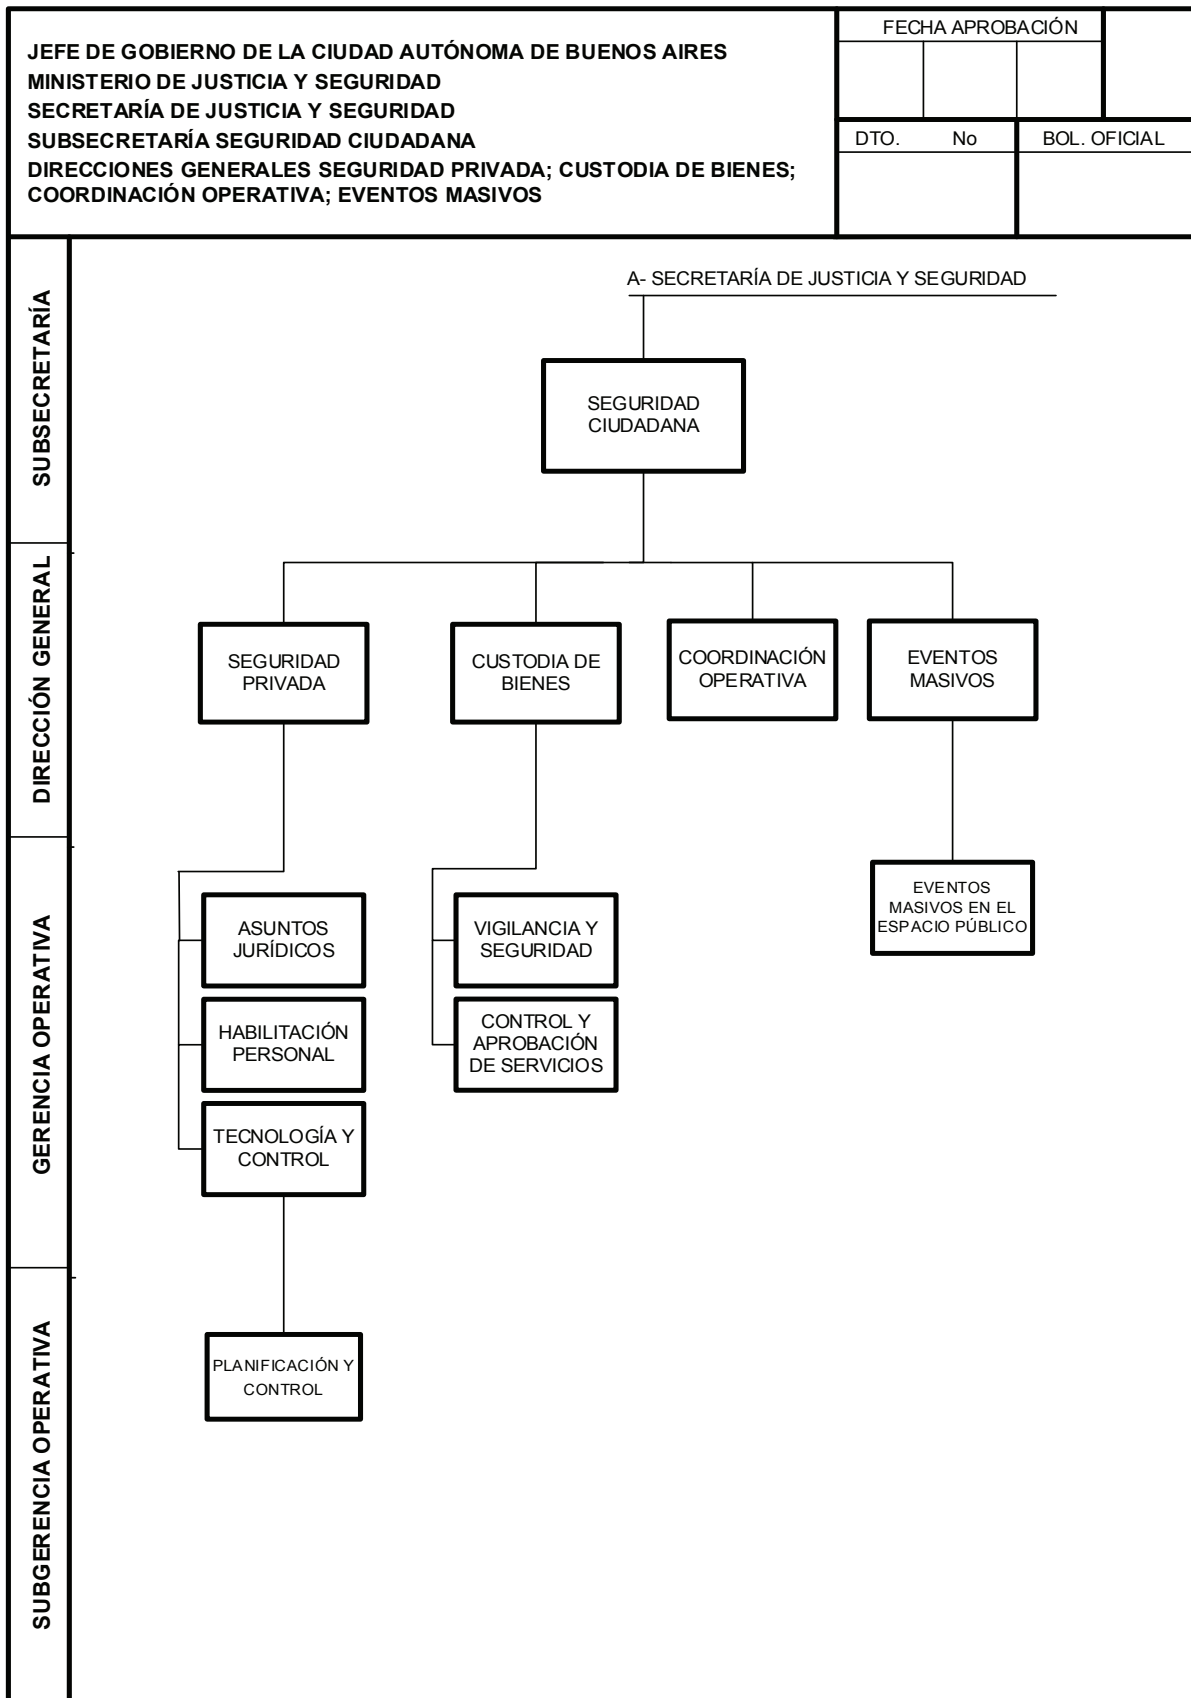 JEFE DE GOBIERNO DE LA CIUDAD AUTÓNOMA DE BUENOS AIRES
MINISTERIO DE JUSTICIA Y SEGURIDAD
SECRETARÍA DE JUSTICIA Y SEGURIDAD
SUBSECRETARÍA SEGURIDAD CIUDADANA
DIRECCIONES GENERALES SEGURIDAD PRIVADA; CUSTODIA DE BIENES;
COORDINACIÓN OPERATIVA; EVENTOS MASIVOS
FECHA APROBACIÓN
DTO. No
BOL. OFICIAL
SUBSECRETARÍA
A- SECRETARÍA DE JUSTICIA Y SEGURIDAD
SEGURIDAD
CIUDADANA
DIRECCIÓN GENERAL
SEGURIDAD
PRIVADA
CUSTODIA DE
BIENES
COORDINACIÓN
OPERATIVA
EVENTOS
MASIVOS
GERENCIA OPERATIVA
ASUNTOS
JURÍDICOS
HABILITACIÓN
PERSONAL
TECNOLOGÍA Y
CONTROL
VIGILANCIA Y
SEGURIDAD
CONTROL Y
APROBACIÓN
DE SERVICIOS
EVENTOS
MASIVOS EN EL
ESPACIO PÚBLICO
SUBGERENCIA OPERATIVA
PLANIFICACIÓN Y
CONTROL